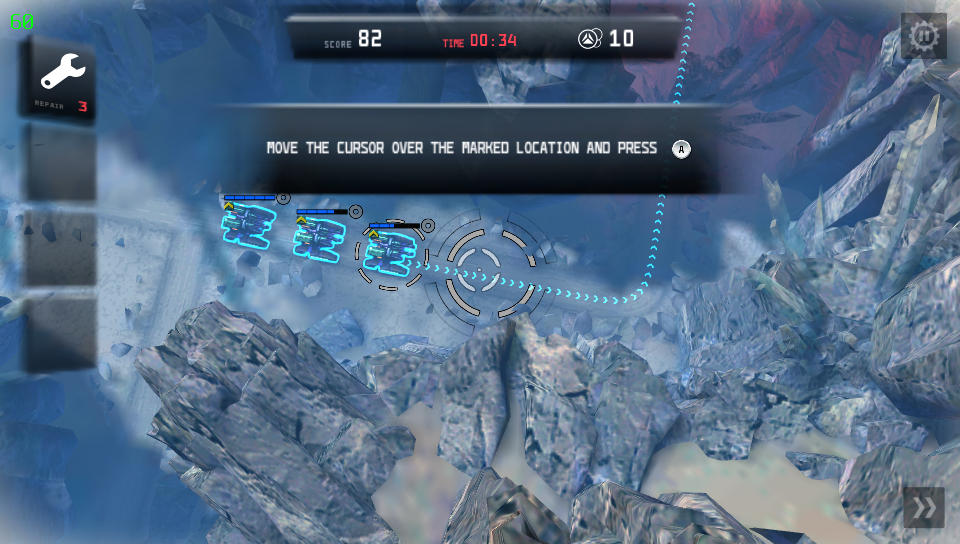 60
SCORE 82
TIME 00:34
10
REPAIR 3
MOVE THE CURSOR OVER THE MARKED LOCATION AND PRESS A